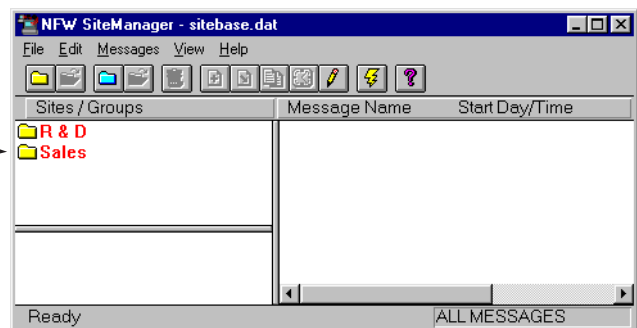 NFW SiteManager - sitebase.dat
File Edit Messages View Help
Sites / Groups Message Name Start Day/Time
R & D
Sales
Ready ALL MESSAGES